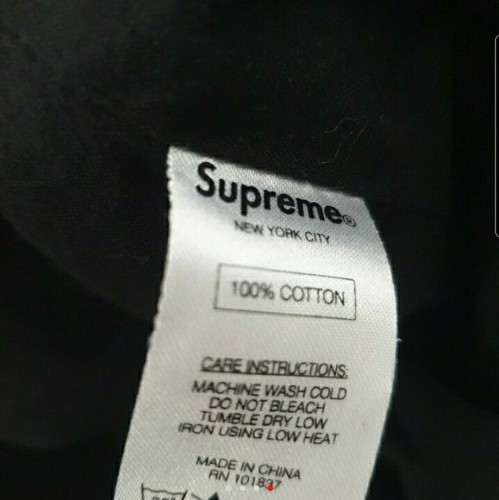 Supreme®
NEW YORK CITY
100% COTTON
CARE INSTRUCTIONS:
MACHINE WASH COLD
DO NOT BLEACH
TUMBLE DRY LOW
IRON USING LOW HEAT
MADE IN CHINA
RN 101837